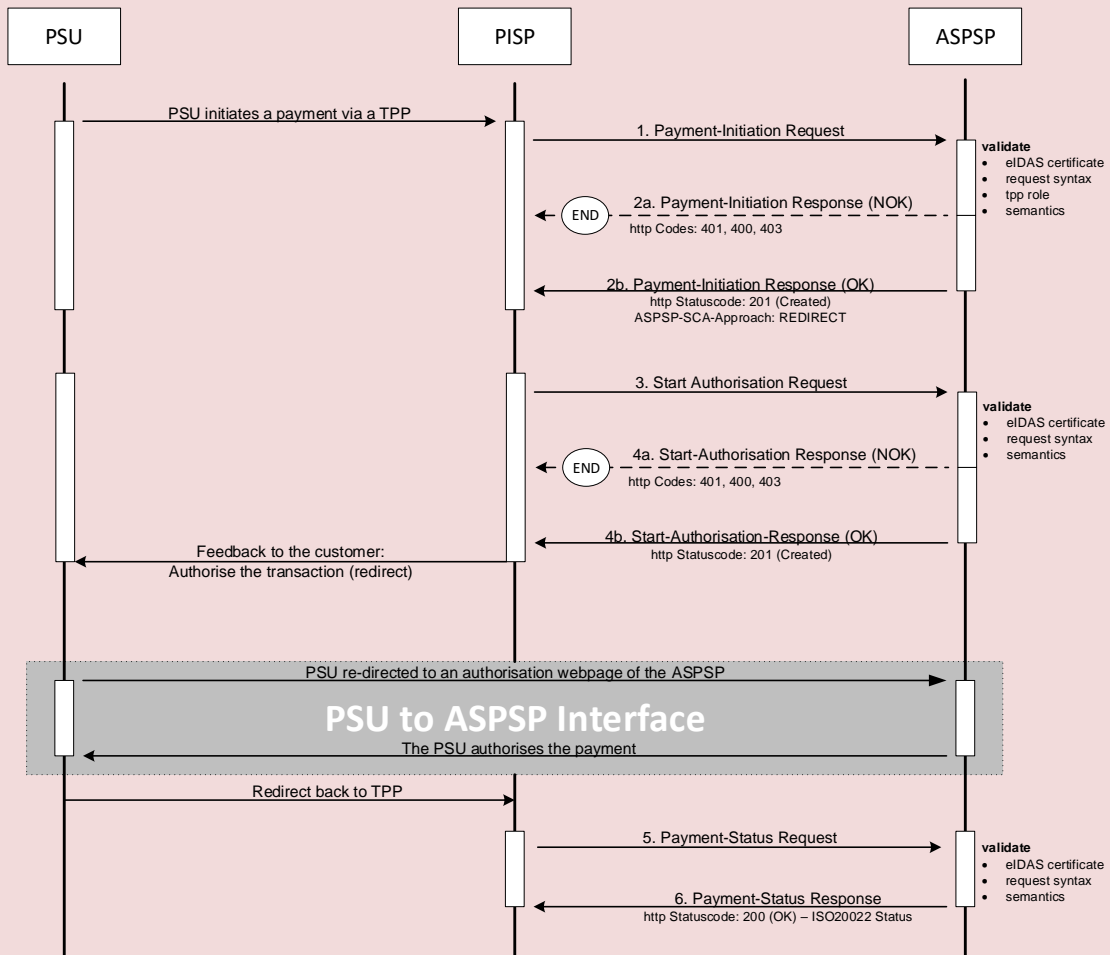 PSU
PISP
ASPSP
PSU initiates a payment via a TPP
1. Payment-Initiation Request
validate
• eIDAS certificate
• request syntax
• tpp role
• semantics
2a. Payment-Initiation Response (NOK)
END
http Codes: 401, 400, 403
2b. Payment-Initiation Response (OK)
http Statuscode: 201 (Created)
ASPSP-SCA-Approach: REDIRECT
3. Start Authorisation Request
validate
• eIDAS certificate
• request syntax
• semantics
4a. Start-Authorisation Response (NOK)
END
http Codes: 401, 400, 403
4b. Start-Authorisation-Response (OK)
http Statuscode: 201 (Created)
Feedback to the customer:
Authorise the transaction (redirect)
PSU re-directed to an authorisation webpage of the ASPSP
PSU to ASPSP Interface
The PSU authorises the payment
Redirect back to TPP
5. Payment-Status Request
validate
• eIDAS certificate
• request syntax
• semantics
6. Payment-Status Response
http Statuscode: 200 (OK) – ISO20022 Status